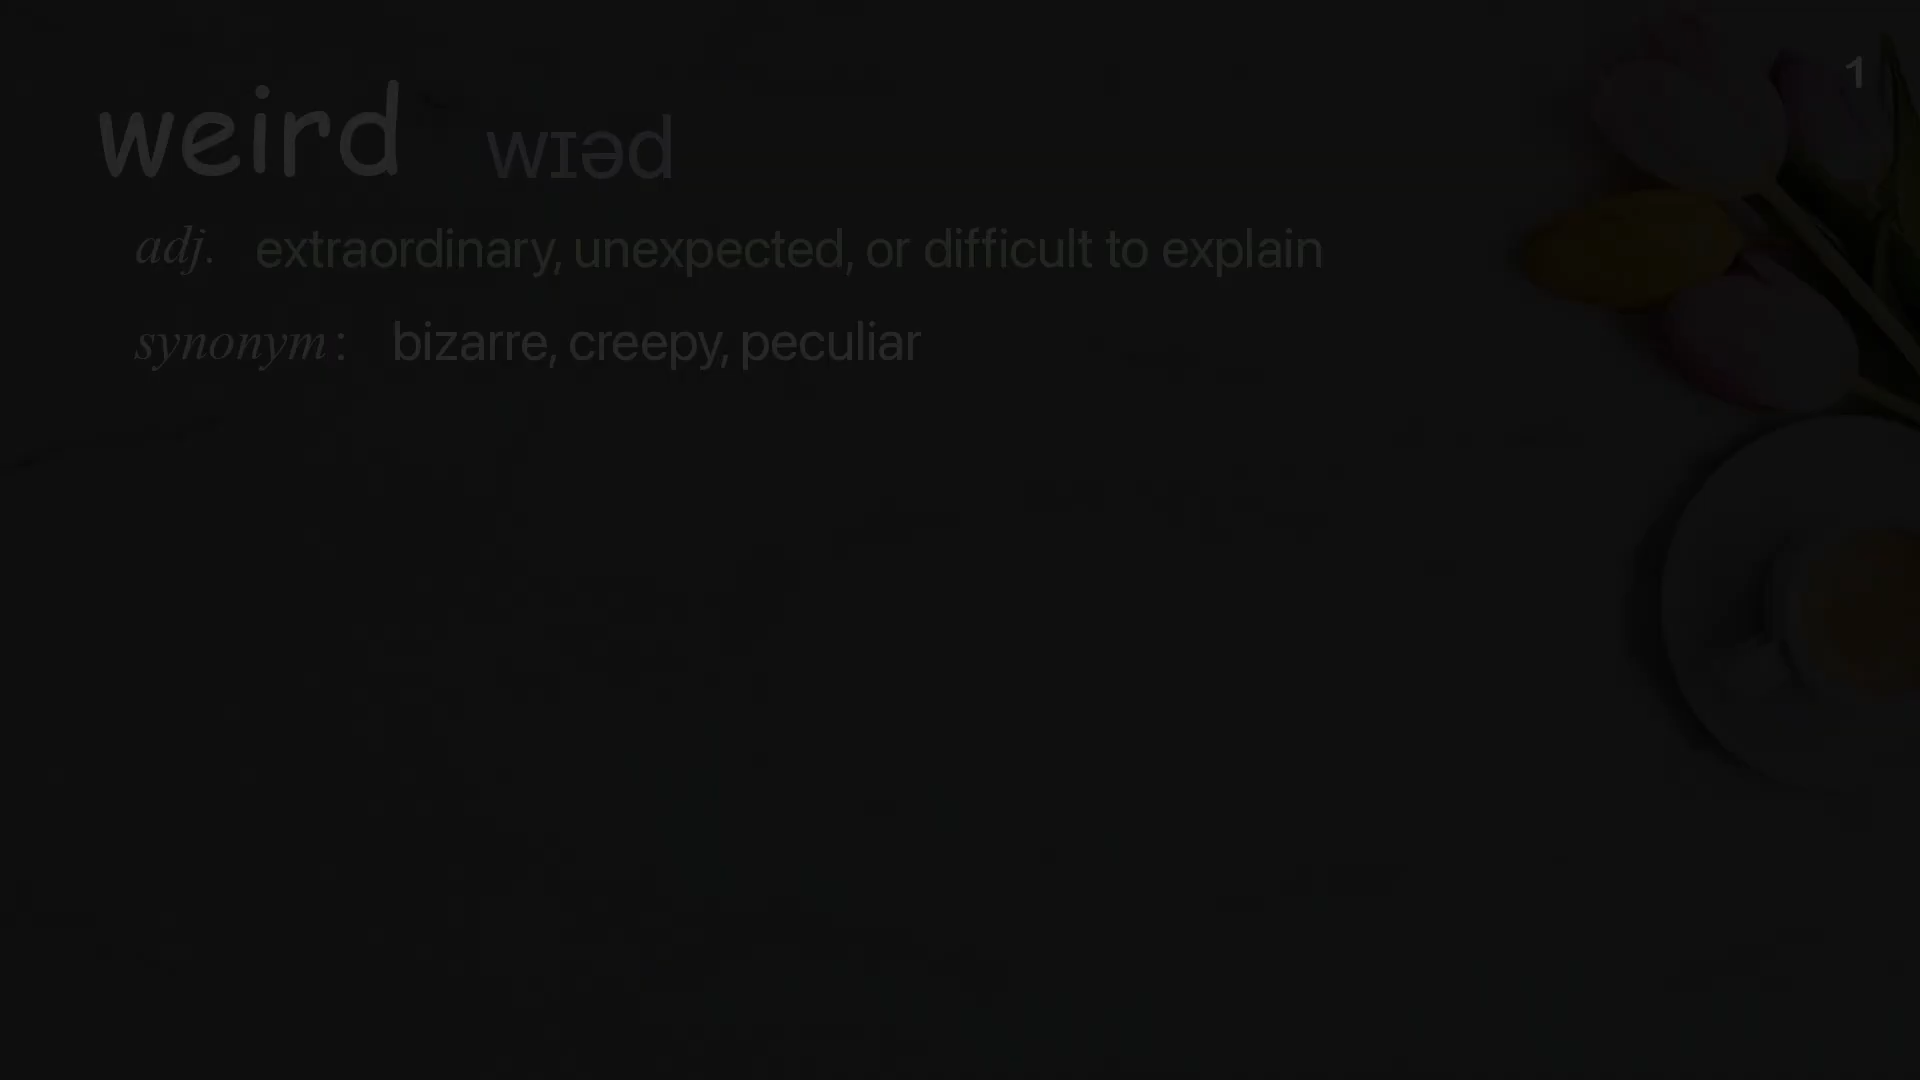 1
weird wɪəd
adj. extraordinary, unexpected, or difficult to explain
synonym: bizarre, creepy, peculiar